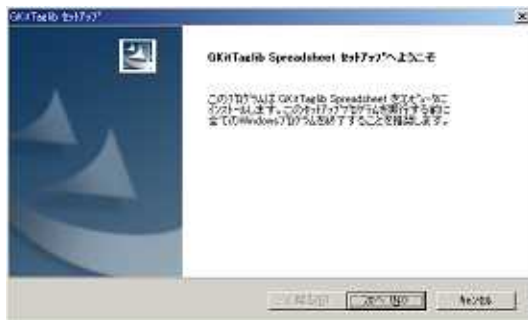 GKitTaglib ｾｯﾄｱｯﾌﾟ
GKitTaglib Spreadsheet ｾｯﾄｱｯﾌﾟへようこそ
このﾌﾟﾛｸﾞﾗﾑは GKitTaglib Spreadsheet をｺﾝﾋﾟｭｰﾀに
ｲﾝｽﾄｰﾙします。このｾｯﾄｱｯﾌﾟﾌﾟﾛｸﾞﾗﾑを実行する前に
全てのWindowsﾌﾟﾛｸﾞﾗﾑを終了することを推奨します。
< 戻る(B)
次へ(N)>
ｷｬﾝｾﾙ